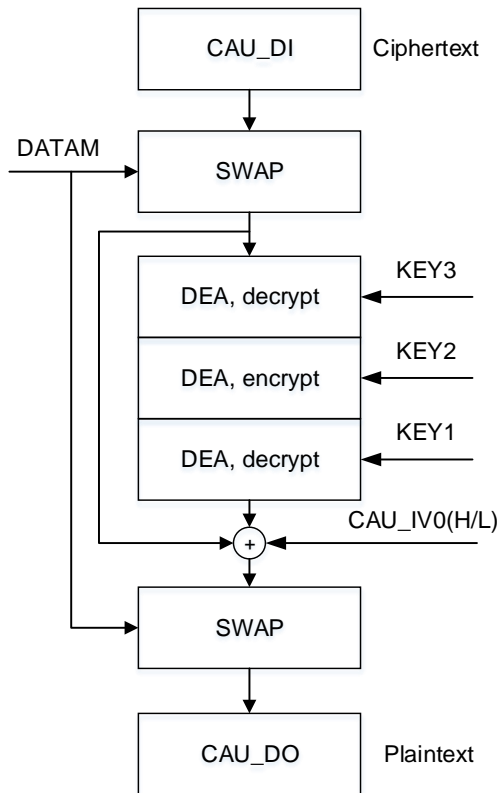 CAU_DI
Ciphertext
DATAM
SWAP
KEY3
DEA, decrypt
KEY2
DEA, encrypt
KEY1
DEA, decrypt
CAU_IV0(H/L)
+
SWAP
CAU_DO
Plaintext